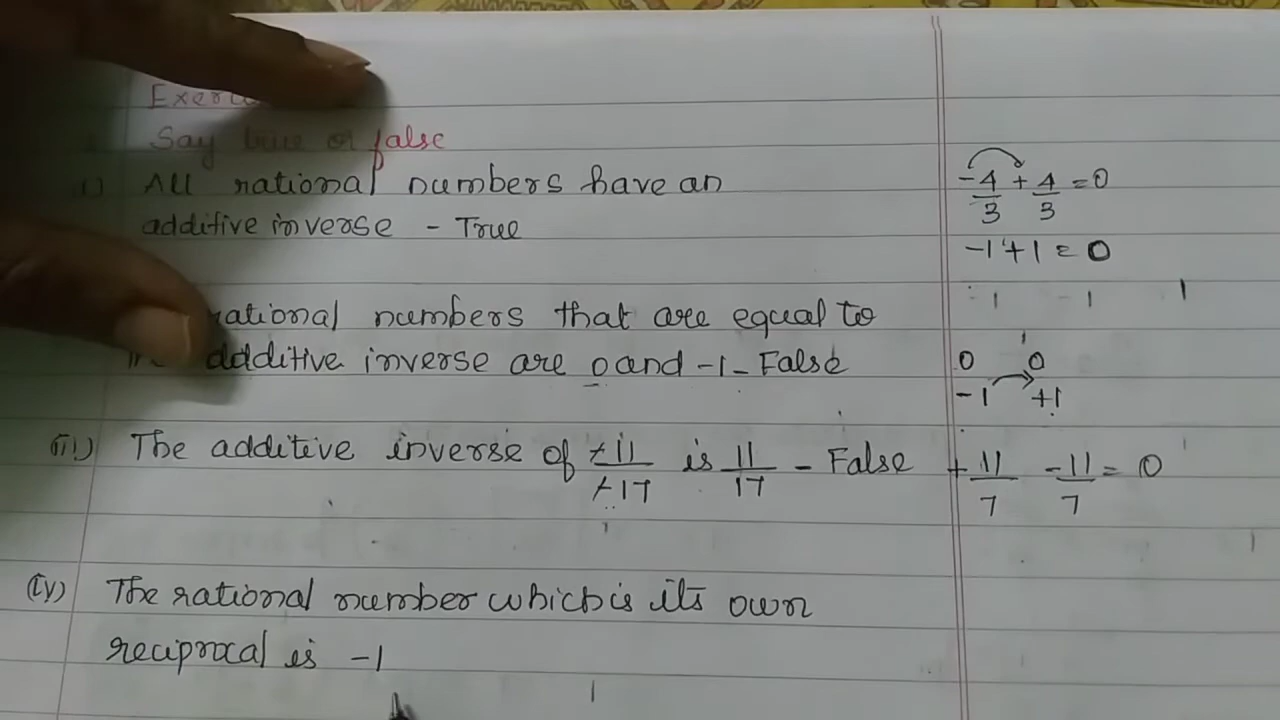 Say true or false
i) All rational numbers have an
additive inverse - True
-4/3 + 4/3 = 0
-1 + 1 = 0
rational numbers that are equal to
additive inverse are 0 and -1 - False
0 0
-1 +1
iii) The additive inverse of -11/-17 is 11/17 - False
+11/7 -11/7 = 0
(iv) The rational number which is its own
reciprocal is -1